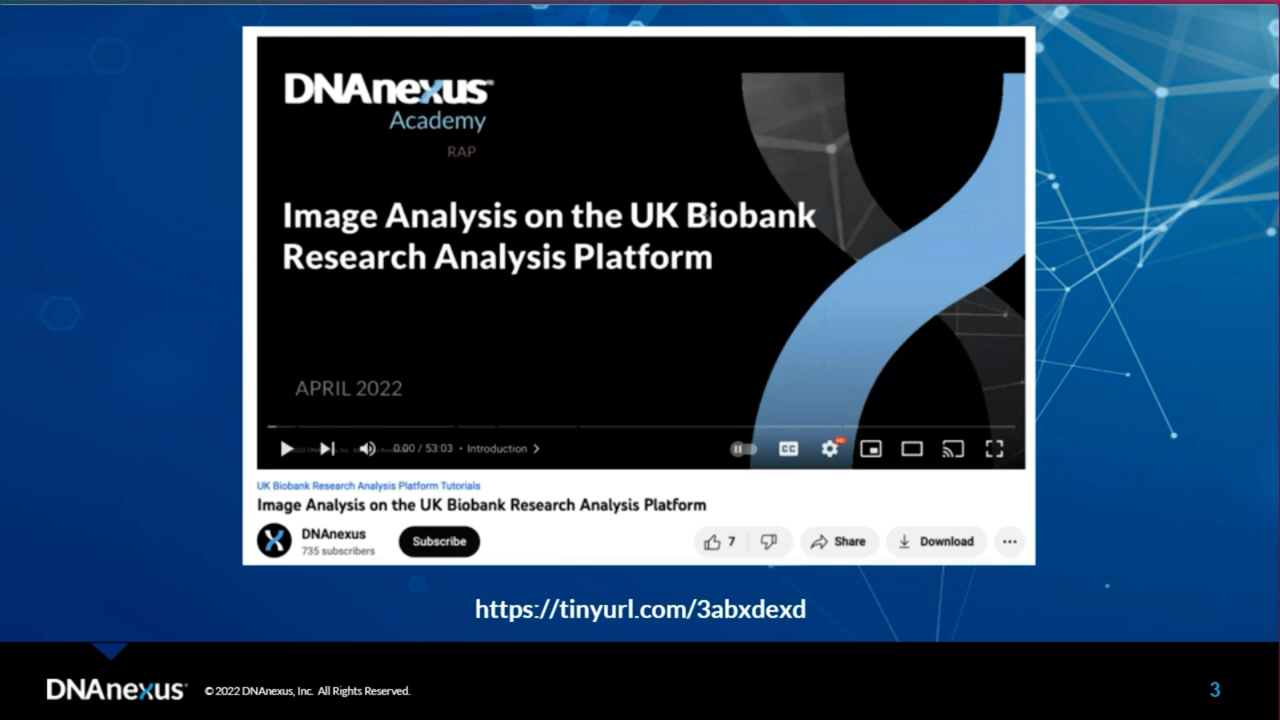 DNAnexus
Academy
RAP
Image Analysis on the UK Biobank
Research Analysis Platform
APRIL 2022
0:00 / 53:03 • Introduction
CC
HD
UK Biobank Research Analysis Platform Tutorials
Image Analysis on the UK Biobank Research Analysis Platform
DNAnexus
735 subscribers
Subscribe
7
Share
Download
https://tinyurl.com/3abxdexd
DNAnexus
© 2022 DNAnexus, Inc. All Rights Reserved.
3